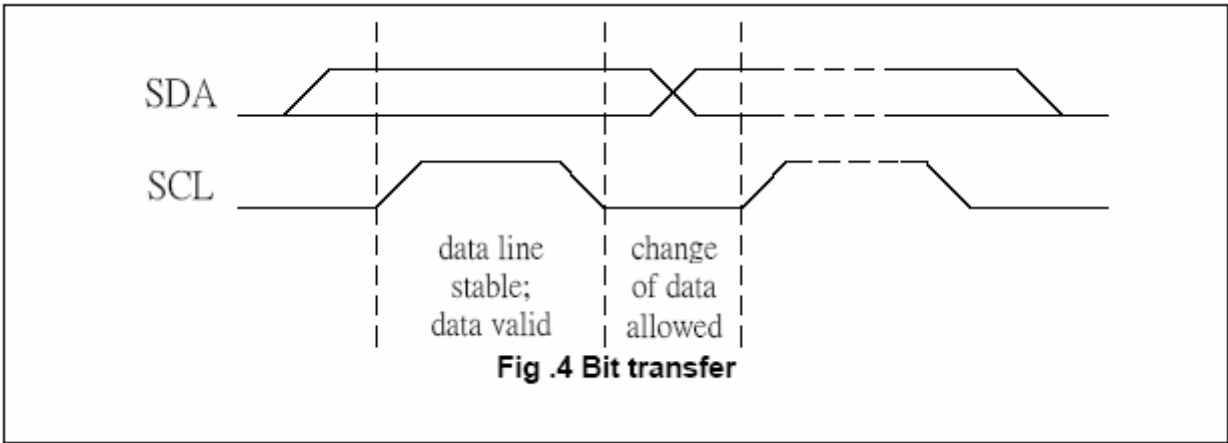 SDA
SCL
data line
stable;
data valid
change
of data
allowed
Fig .4 Bit transfer